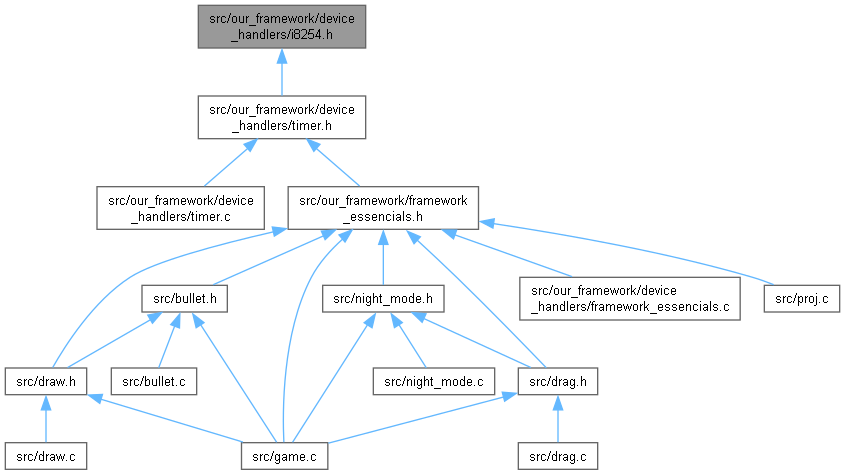 src/our_framework/device
_handlers/i8254.h
src/our_framework/device
_handlers/timer.h
src/our_framework/device
_handlers/timer.c
src/our_framework/framework
_essencials.h
src/bullet.h
src/night_mode.h
src/our_framework/device
_handlers/framework_essencials.c
src/proj.c
src/draw.h
src/bullet.c
src/night_mode.c
src/drag.h
src/draw.c
src/game.c
src/drag.c